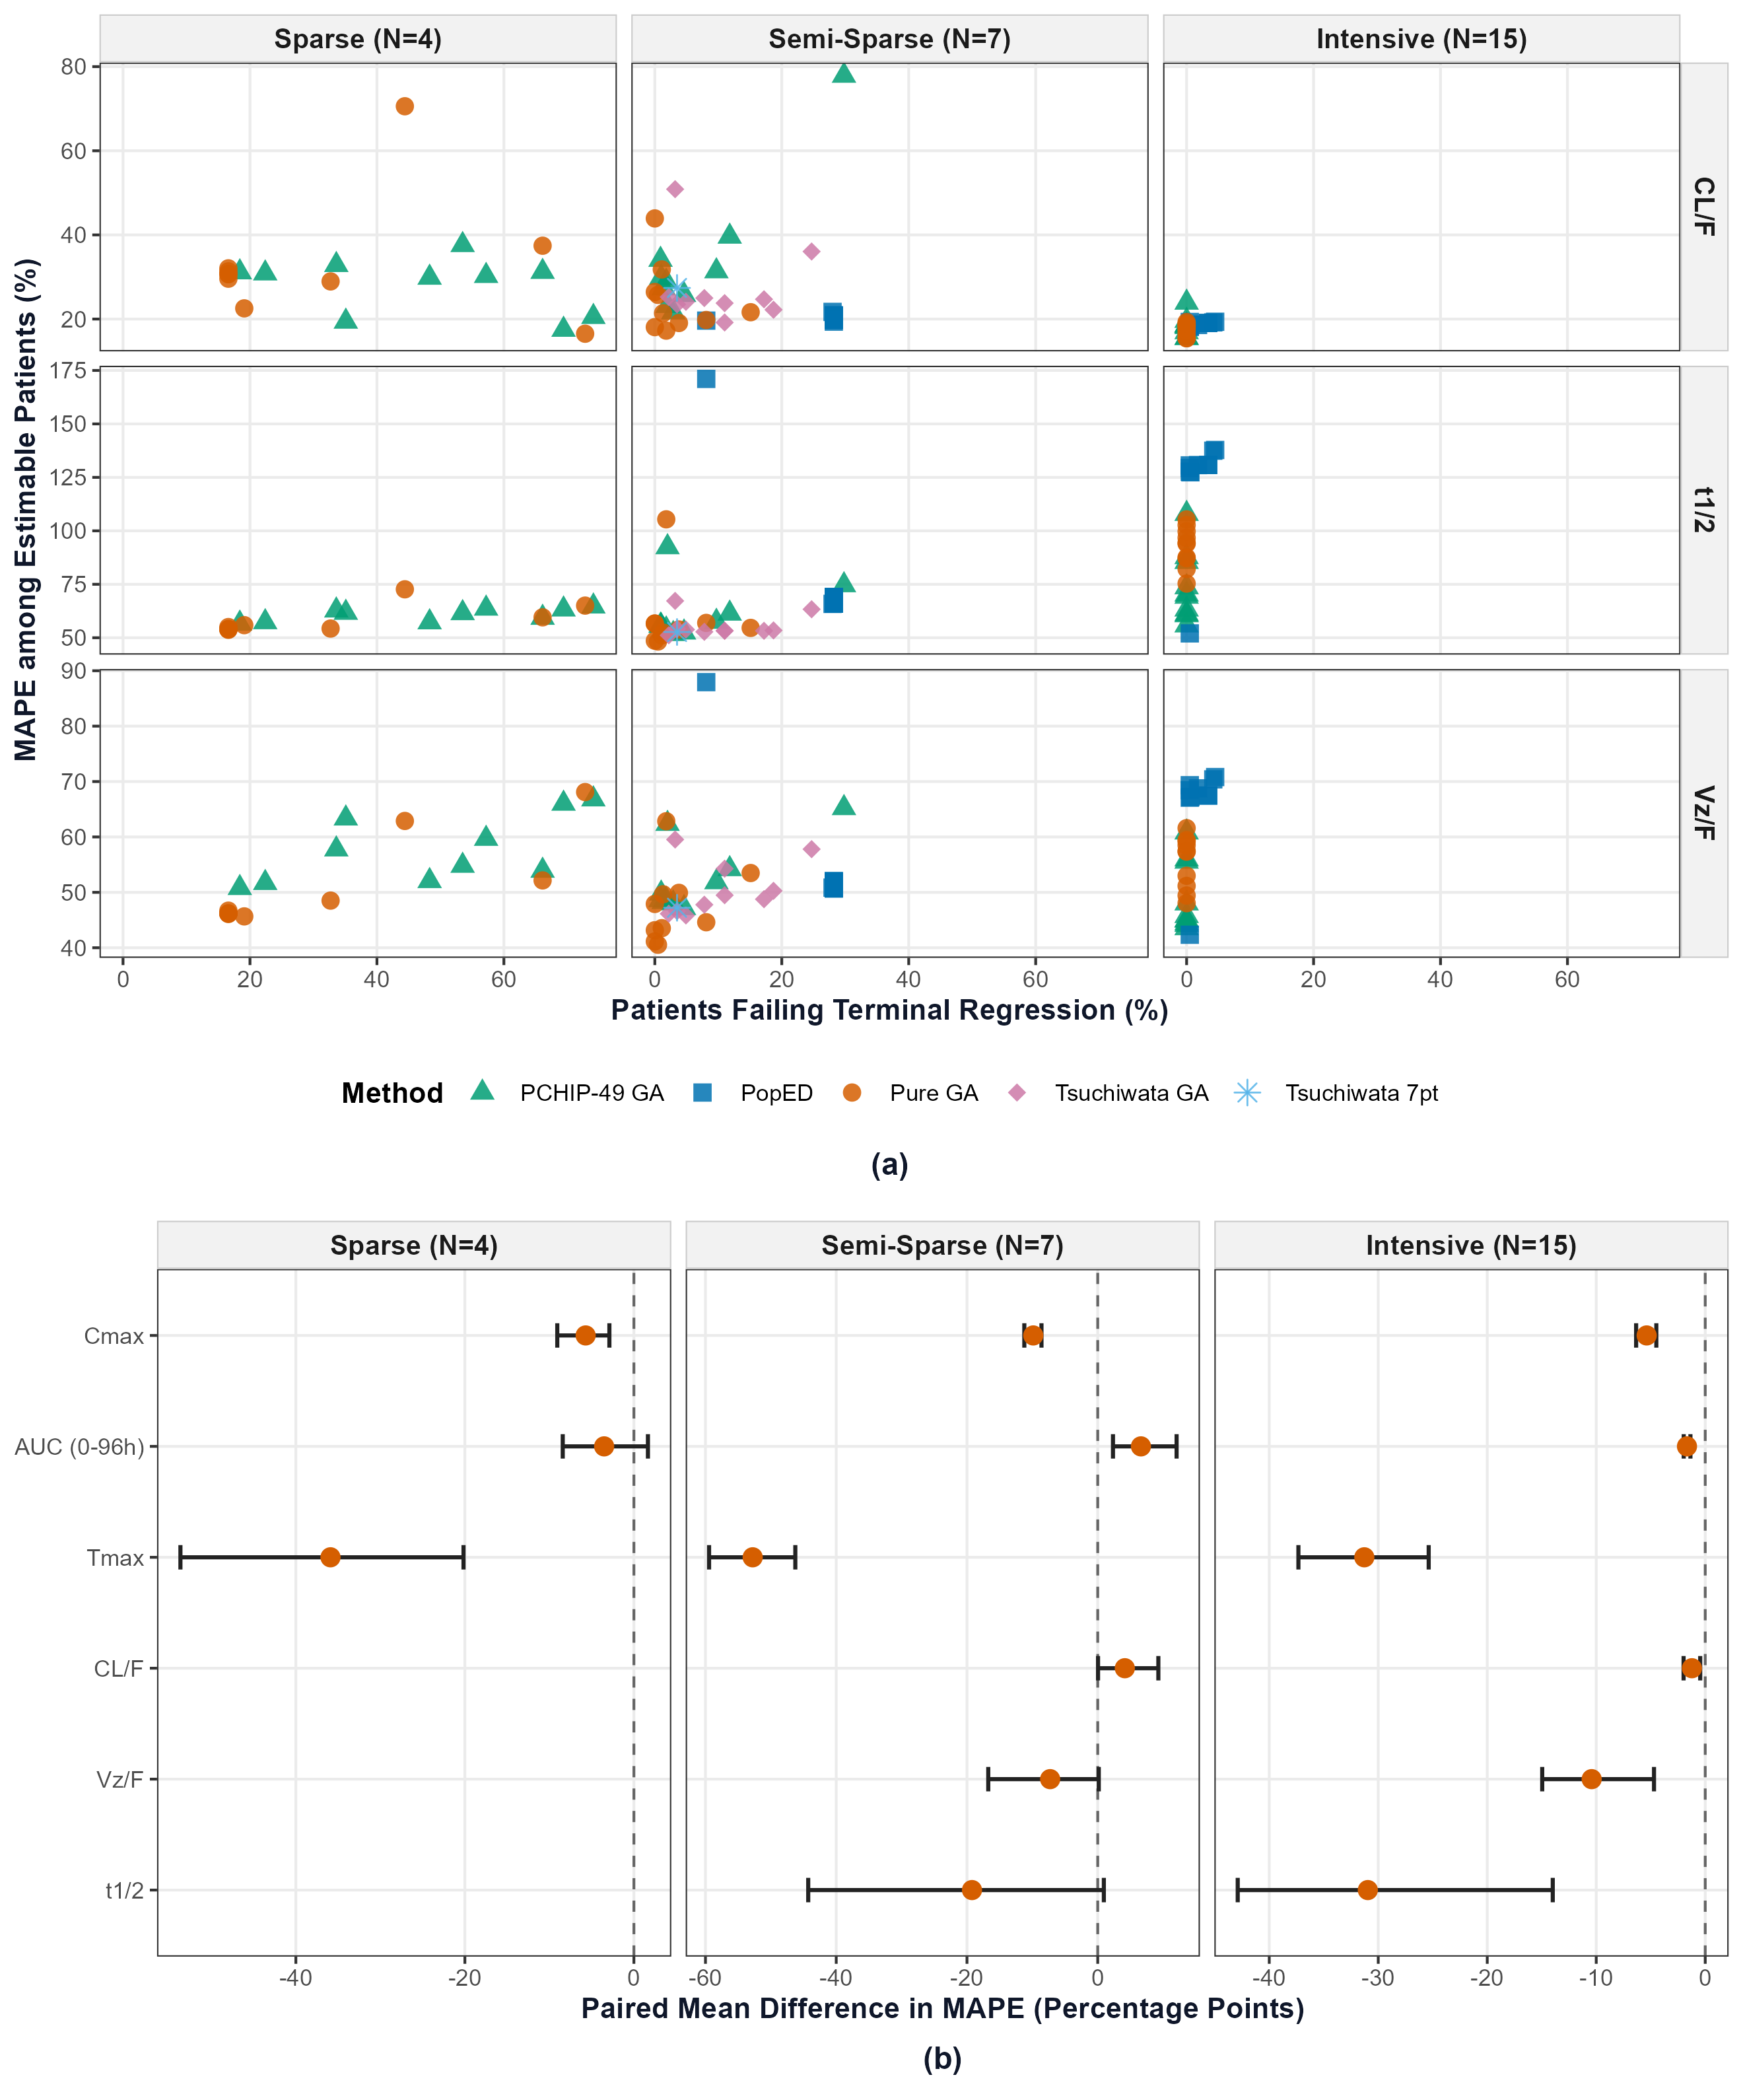 Sparse (N=4)
Semi-Sparse (N=7)
Intensive (N=15)
MAPE among Estimable Patients (%)
80
60
40
20
CL/F
175
150
125
100
75
50
t1/2
90
80
70
60
50
40
Vz/F
0 20 40 60
0 20 40 60
0 20 40 60
Patients Failing Terminal Regression (%)
Method PCHIP-49 GA PopED Pure GA Tsuchiwata GA Tsuchiwata 7pt
(a)
Sparse (N=4)
Semi-Sparse (N=7)
Intensive (N=15)
Cmax
AUC (0-96h)
Tmax
CL/F
Vz/F
t1/2
-40 -20 0
-60 -40 -20 0
-40 -30 -20 -10 0
Paired Mean Difference in MAPE (Percentage Points)
(b)